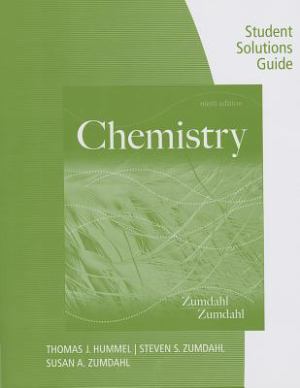 Student
Solutions
Guide
ninth edition
Chemistry
Zumdahl
Zumdahl
THOMAS J. HUMMEL | STEVEN S. ZUMDAHL
SUSAN A. ZUMDAHL